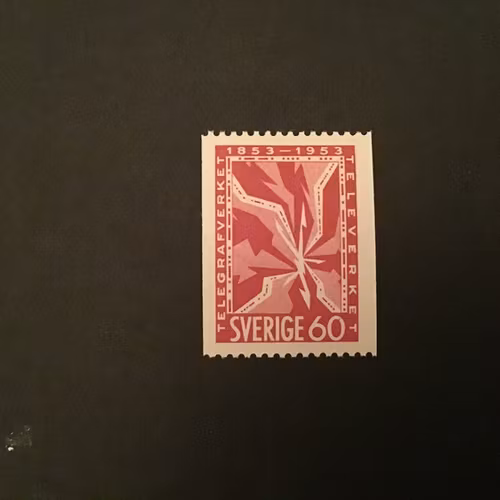 1853-1953
TELEGRAFVERKET
TELEVERKET
SVERIGE 60